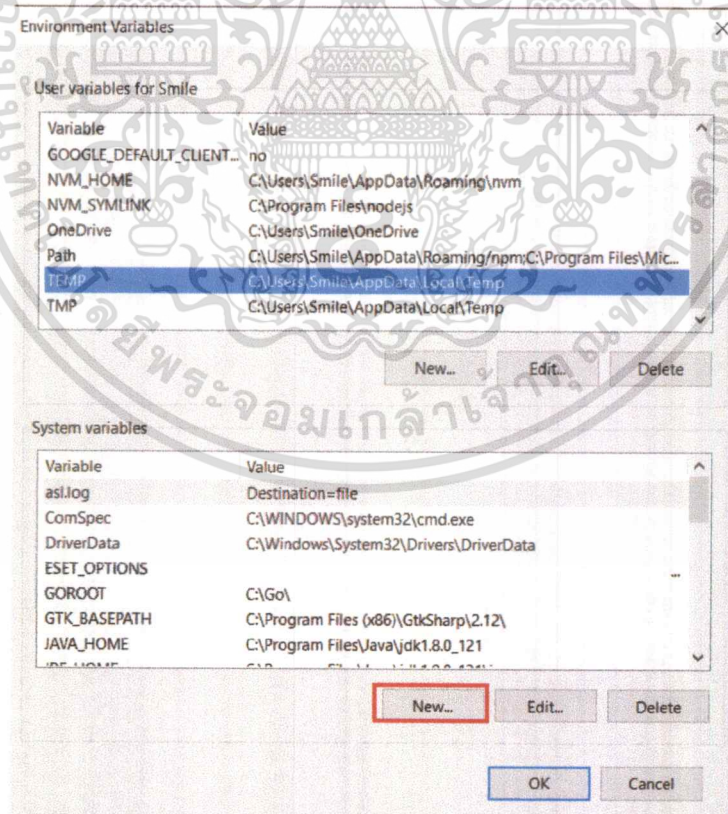 Environment Variables
User variables for Smile
Variable Value
GOOGLE_DEFAULT_CLIENT... no
NVM_HOME C:\Users\Smile\AppData\Roaming\nvm
NVM_SYMLINK C:\Program Files\nodejs
OneDrive C:\Users\Smile\OneDrive
Path C:\Users\Smile\AppData\Roaming/npm;C:\Program Files\Mic...
TEMP C:\Users\Smile\AppData\Local\Temp
TMP C:\Users\Smile\AppData\Local\Temp
New... Edit... Delete
System variables
Variable Value
asl.log Destination=file
ComSpec C:\WINDOWS\system32\cmd.exe
DriverData C:\Windows\System32\Drivers\DriverData
ESET_OPTIONS ...
GOROOT C:\Go\
GTK_BASEPATH C:\Program Files (x86)\GtkSharp\2.12\
JAVA_HOME C:\Program Files\Java\jdk1.8.0_121
New... Edit... Delete
OK Cancel